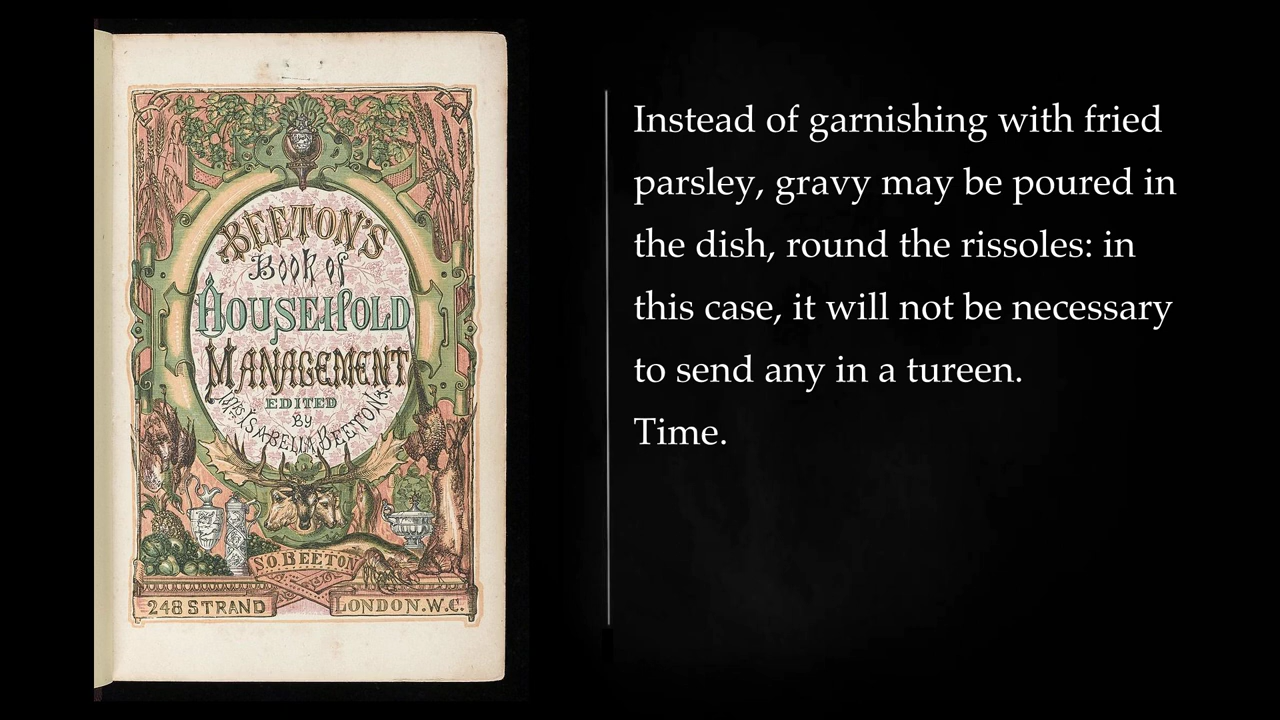 BEETON'S
Book of
HOUSEHOLD
MANAGEMENT
EDITED
BY
MRS ISABELLA BEETON
S.O. BEETON
248 STRAND
LONDON. W.C.
Instead of garnishing with fried
parsley, gravy may be poured in
the dish, round the rissoles: in
this case, it will not be necessary
to send any in a tureen.
Time.